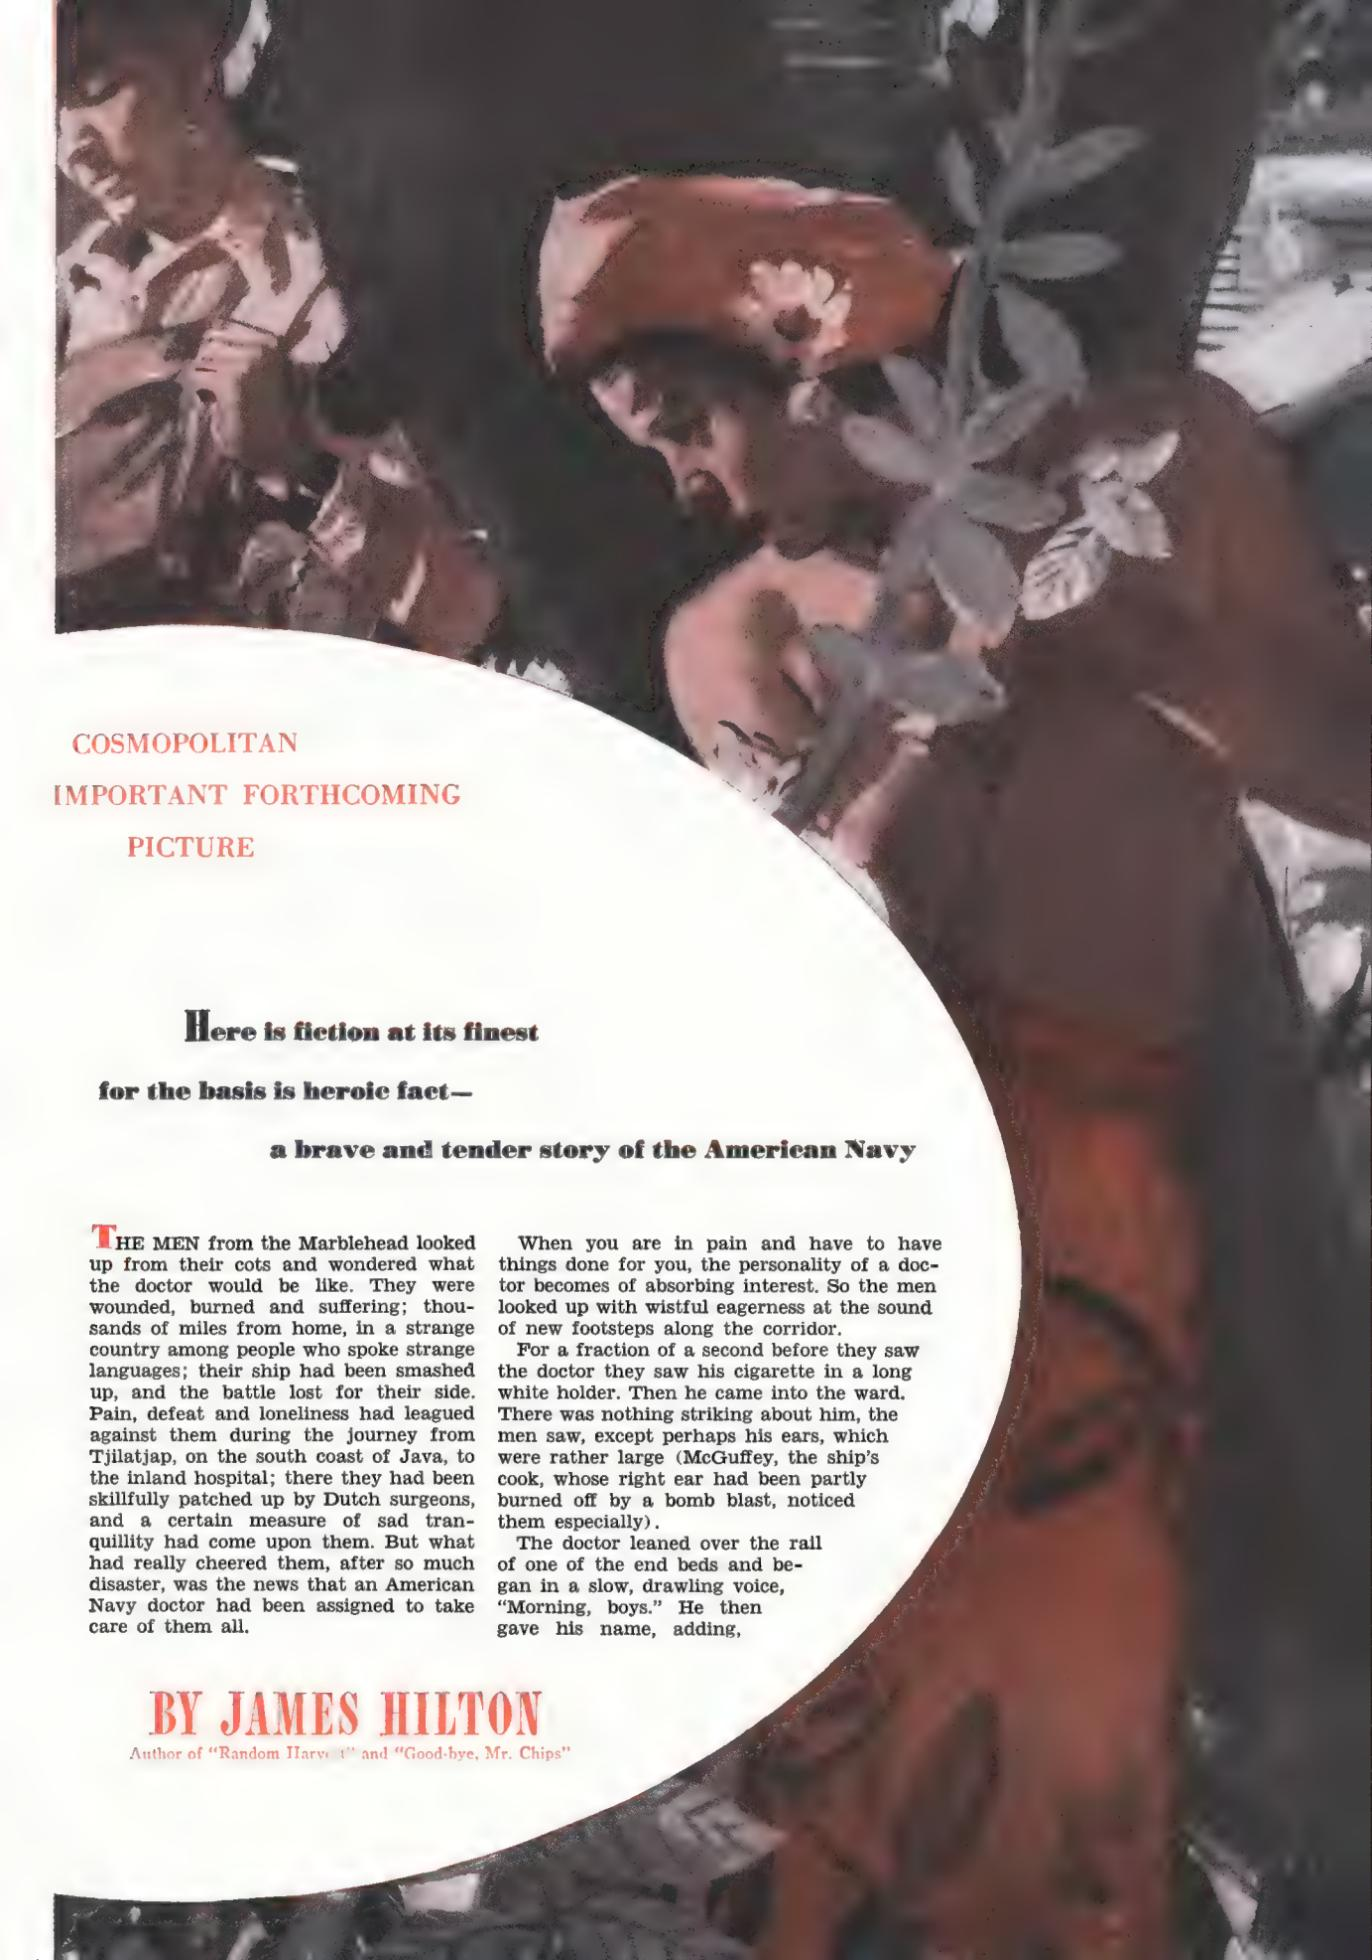 COSMOPOLITAN
IMPORTANT FORTHCOMING
PICTURE
Here is fiction at its finest
for the basis is heroic fact—
a brave and tender story of the American Navy
THE MEN from the Marblehead looked
up from their cots and wondered what
the doctor would be like. They were
wounded, burned and suffering; thou-
sands of miles from home, in a strange
country among people who spoke strange
languages; their ship had been smashed
up, and the battle lost for their side.
Pain, defeat and loneliness had leagued
against them during the journey from
Tjilatjap, on the south coast of Java, to
the inland hospital; there they had been
skillfully patched up by Dutch surgeons,
and a certain measure of sad tran-
quillity had come upon them. But what
had really cheered them, after so much
disaster, was the news that an American
Navy doctor had been assigned to take
care of them all.
When you are in pain and have to have
things done for you, the personality of a doc-
tor becomes of absorbing interest. So the men
looked up with wistful eagerness at the sound
of new footsteps along the corridor.
For a fraction of a second before they saw
the doctor they saw his cigarette in a long
white holder. Then he came into the ward.
There was nothing striking about him, the
men saw, except perhaps his ears, which
were rather large (McGuffey, the ship's
cook, whose right ear had been partly
burned off by a bomb blast, noticed
them especially).
The doctor leaned over the rail
of one of the end beds and be-
gan in a slow, drawling voice,
"Morning, boys." He then
gave his name, adding,
BY JAMES HILTON
Author of "Random Harvest" and "Good-bye, Mr. Chips"